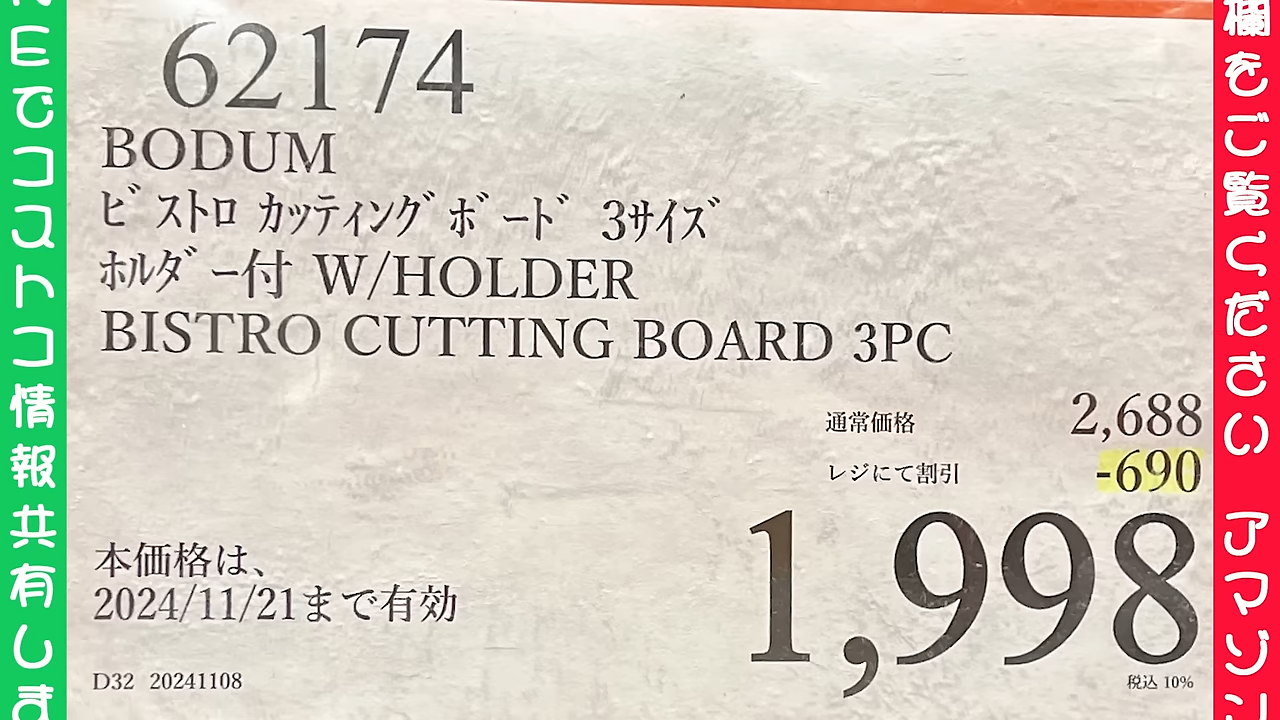 62174
BODUM
ﾋﾞｽﾄﾛ ｶｯﾃｨﾝｸﾞﾎﾞｰﾄﾞ 3ｻｲｽﾞ
ﾎﾙﾀﾞｰ付 W/HOLDER
BISTRO CUTTING BOARD 3PC
通常価格 2,688
レジにて割引 -690
1,998
税込 10%
本価格は、
2024/11/21まで有効
D32 20241108
Eでコストコ情報共有しま
欄をご覧ください アマゾン